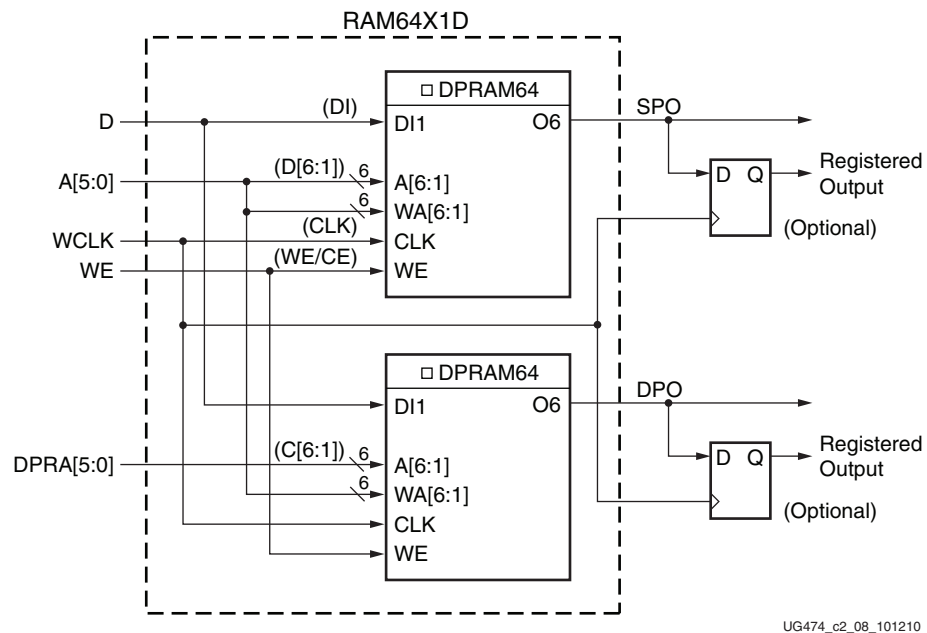 RAM64X1D
□ DPRAM64
D
(DI)
DI1
O6
SPO
A[5:0]
(D[6:1])
6
A[6:1]
6
WA[6:1]
WCLK
(CLK)
CLK
WE
(WE/CE)
WE
D Q
Registered
Output
(Optional)
□ DPRAM64
DI1
O6
DPO
DPRA[5:0]
(C[6:1])
6
A[6:1]
6
WA[6:1]
CLK
WE
D Q
Registered
Output
(Optional)
UG474_c2_08_101210